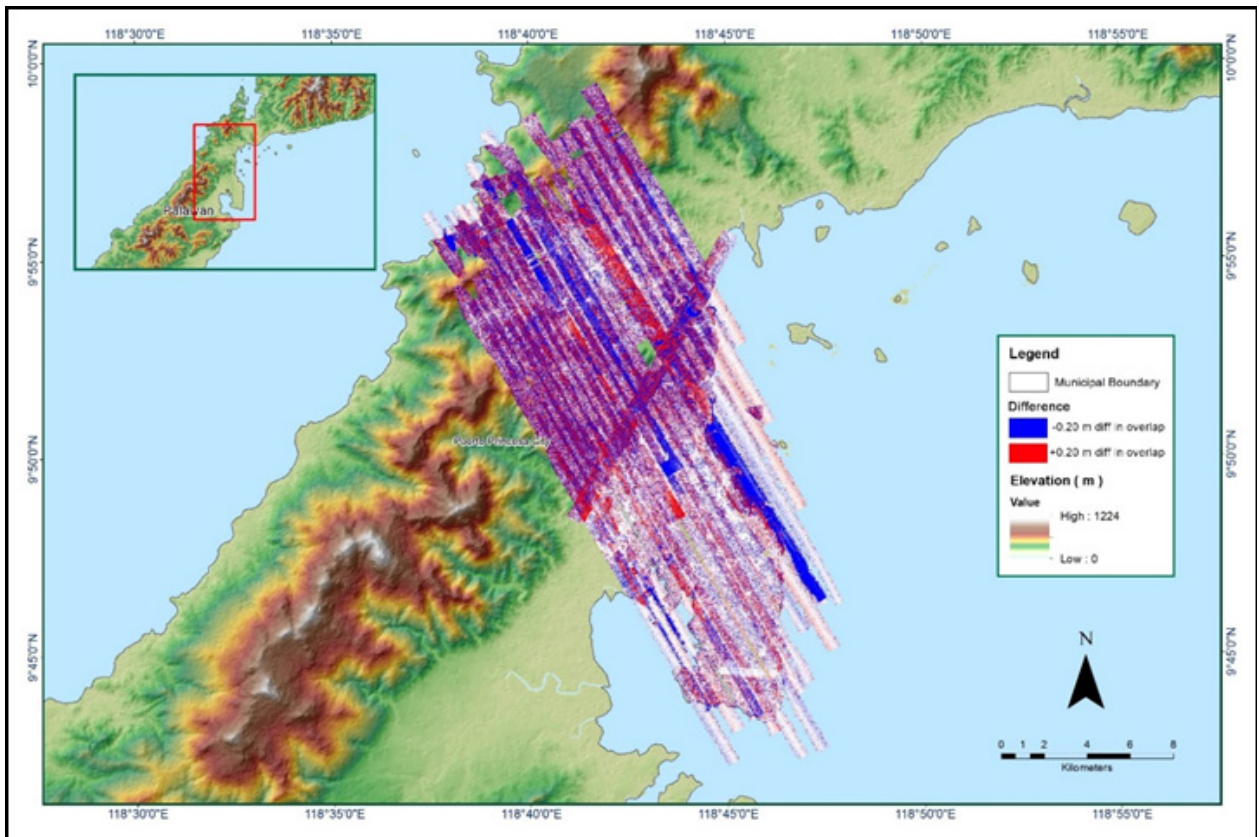 118°30'0"E 118°35'0"E 118°40'0"E 118°45'0"E 118°50'0"E 118°55'0"E
10°0'0"N
10°0'0"N
Palawan
9°55'0"N
9°55'0"N
Legend
Municipal Boundary
Difference
-0.20 m diff in overlap
+0.20 m diff in overlap
Elevation ( m )
Value
High : 1224
Low : 0
Puerto Princesa City
9°50'0"N
9°50'0"N
9°45'0"N
9°45'0"N
N
0 1 2 4 6 8
Kilometers
118°30'0"E 118°35'0"E 118°40'0"E 118°45'0"E 118°50'0"E 118°55'0"E